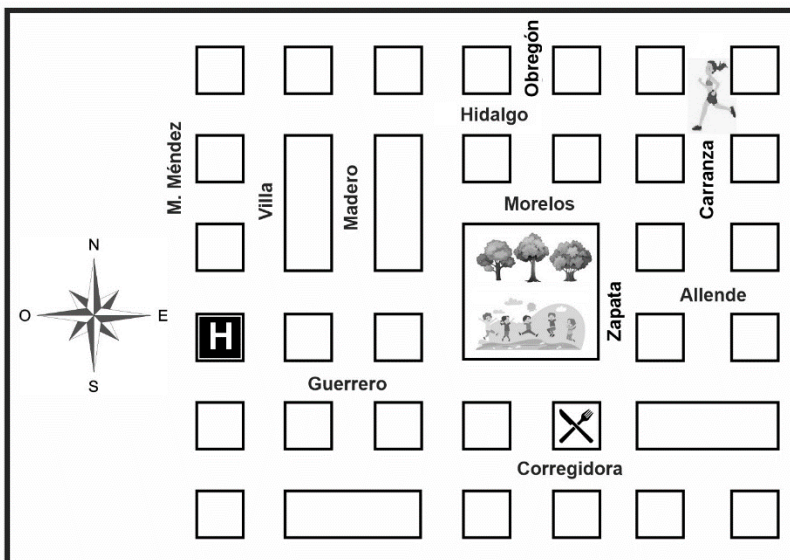 Obregón
Hidalgo
M. Méndez
Villa
Madero
Carranza
Morelos
N
O
E
S
Zapata
Allende
H
Guerrero
Corregidora